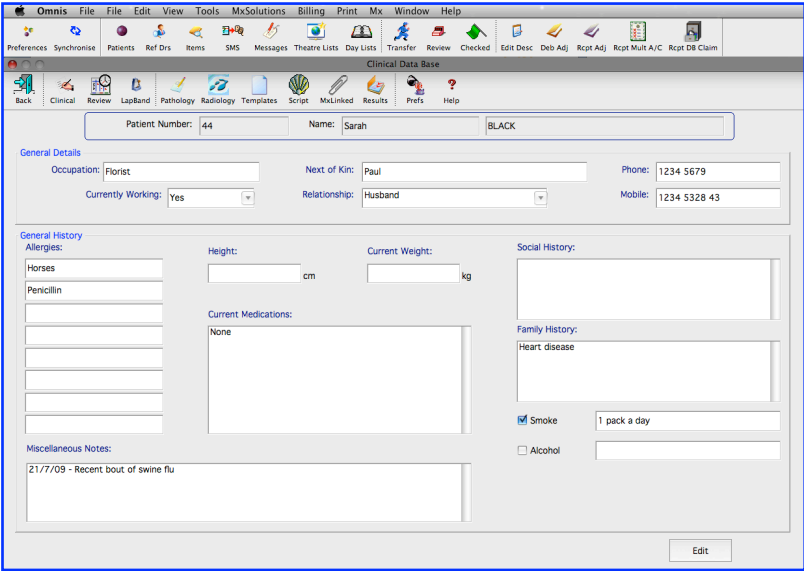 Omnis File File Edit View Tools MxSolutions Billing Print Mx Window Help
Preferences Synchronise Patients Ref Drs Items SMS Messages Theatre Lists Day Lists Transfer Review Checked Edit Desc Deb Adj Rcpt Adj Rcpt Mult A/C Rcpt DB Claim
Clinical Data Base
Back Clinical Review LapBand Pathology Radiology Templates Script MxLinked Results Prefs Help
Patient Number: 44 Name: Sarah BLACK
General Details
Occupation: Florist Next of Kin: Paul Phone: 1234 5679
Currently Working: Yes Relationship: Husband Mobile: 1234 5328 43
General History
Allergies:
Horses
Penicillin
Height: cm
Current Weight: kg
Current Medications:
None
Social History:
Family History:
Heart disease
Smoke 1 pack a day
Alcohol
Miscellaneous Notes:
21/7/09 - Recent bout of swine flu
Edit